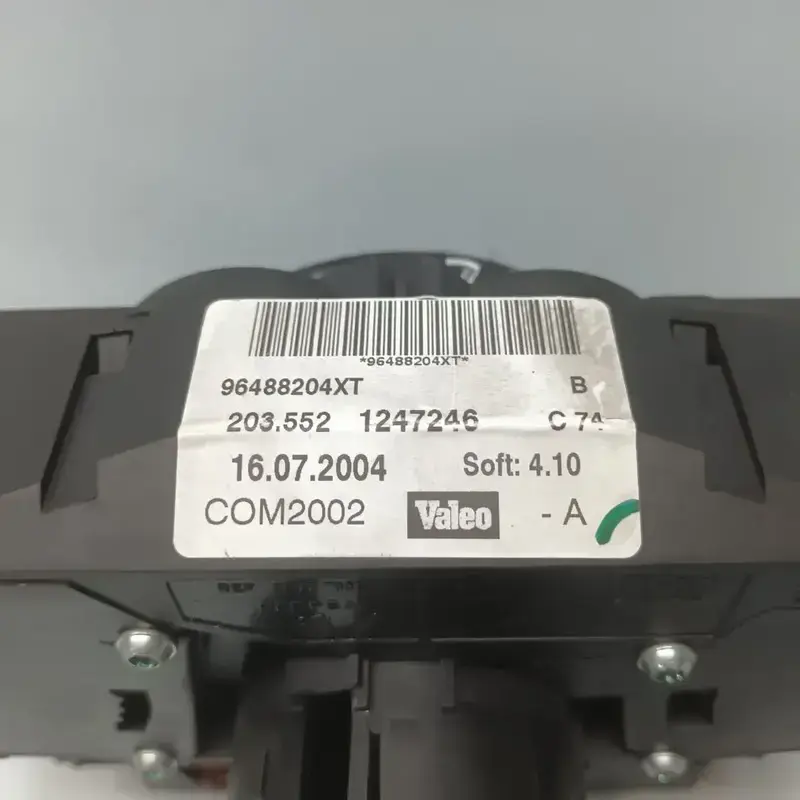 *96488204XT*
96488204XT B
203.552 1247246 C 74
16.07.2004 Soft: 4.10
COM2002 Valeo - A